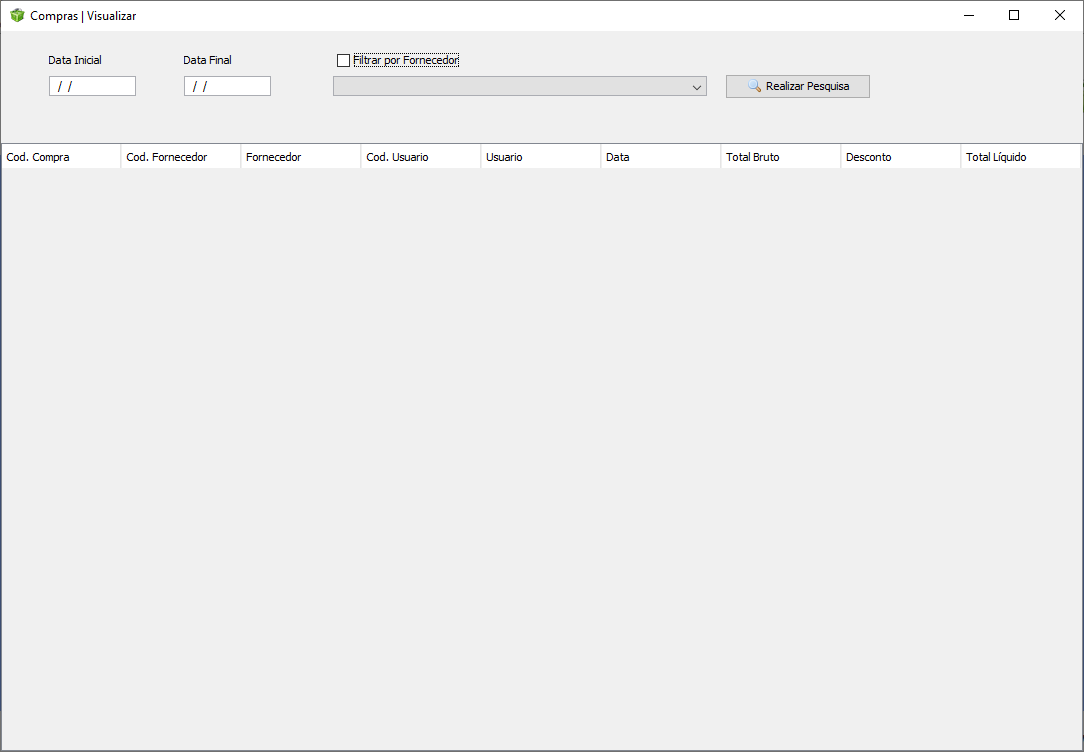 Compras | Visualizar
Data Inicial Data Final Filtrar por Fornecedor
/ / / / Realizar Pesquisa
Cod. Compra Cod. Fornecedor Fornecedor Cod. Usuario Usuario Data Total Bruto Desconto Total Líquido